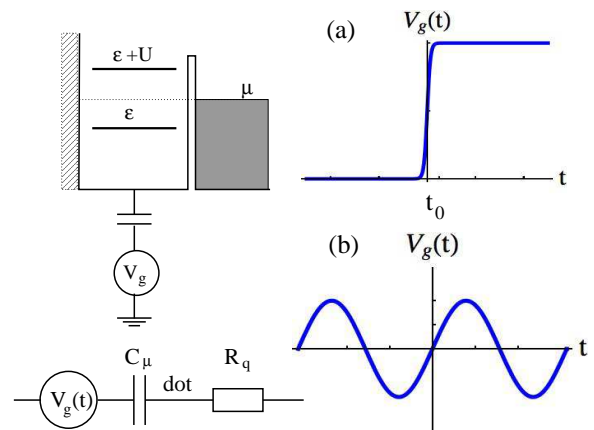 (a)
V_g(t)
ε+U
μ
ε
t
t_0
(b)
V_g(t)
V_g
t
C_μ
dot
R_q
V_g(t)